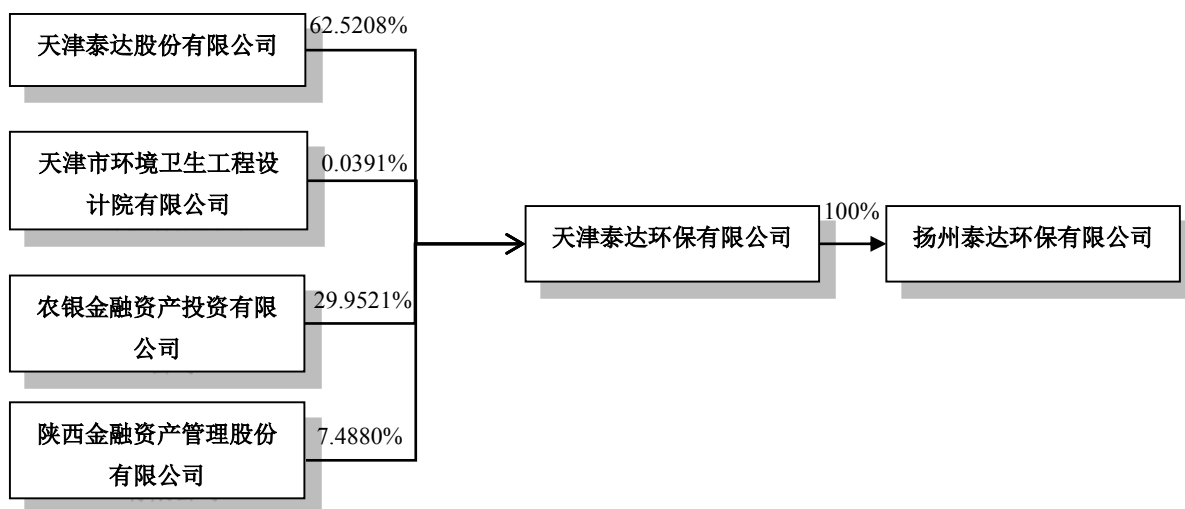 天津泰达股份有限公司
62.5208%
天津市环境卫生工程设
计院有限公司
0.0391%
农银金融资产投资有限
公司
29.9521%
陕西金融资产管理股份
有限公司
7.4880%
天津泰达环保有限公司
100%
扬州泰达环保有限公司